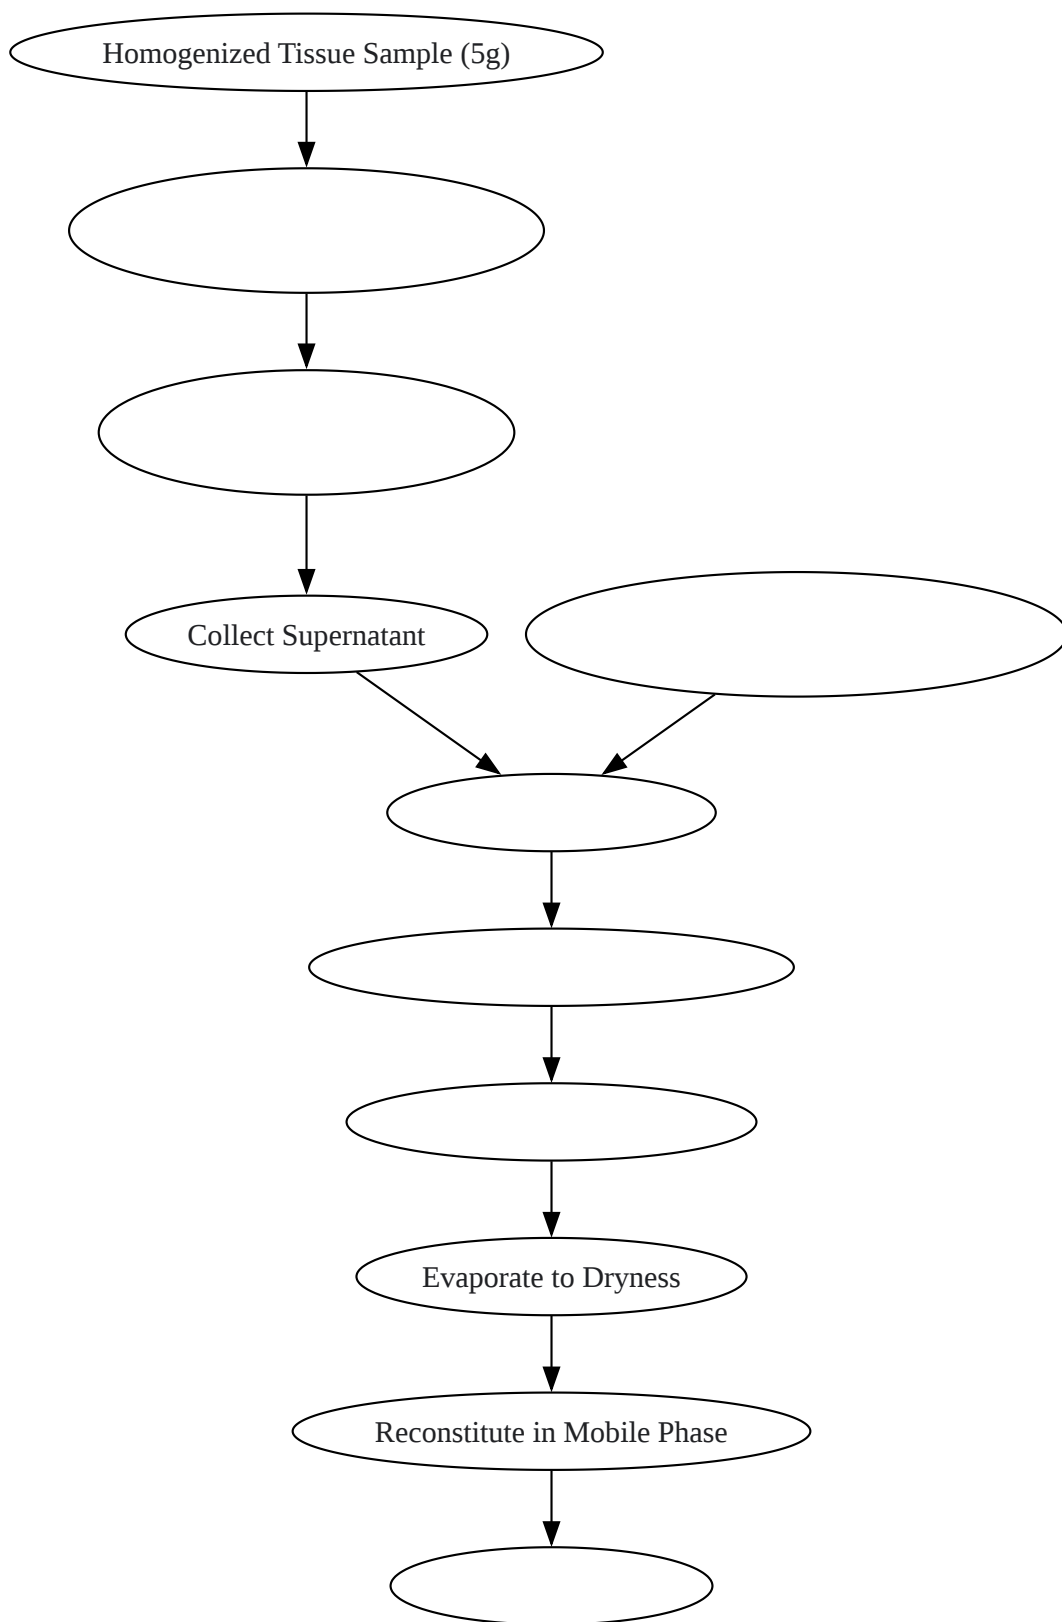 Homogenized Tissue Sample (5g)
Collect Supernatant
Evaporate to Dryness
Reconstitute in Mobile Phase